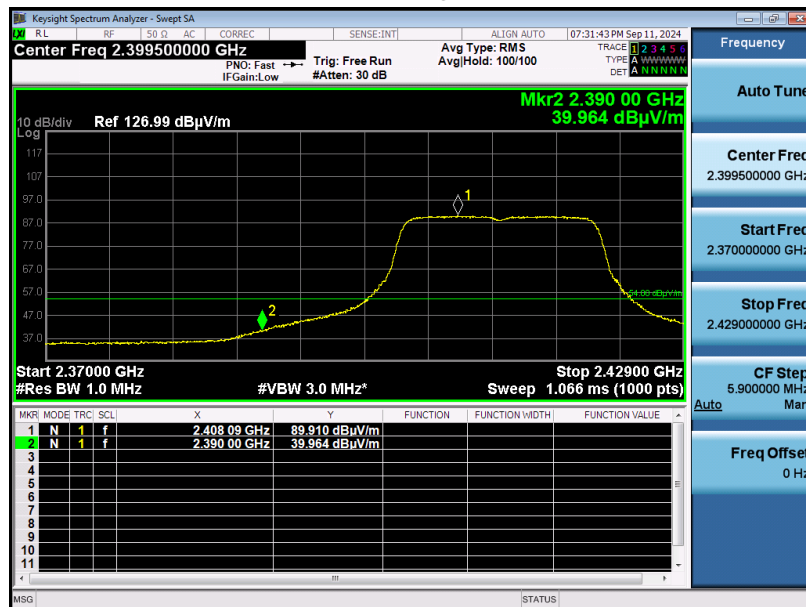 Keysight Spectrum Analyzer - Swept SA
LXI RL RF 50 Ω AC CORREC SENSE:INT ALIGN AUTO 07:31:43 PM Sep 11, 2024
Center Freq 2.399500000 GHz
PNO: Fast
IFGain:Low
Trig: Free Run
#Atten: 30 dB
Avg Type: RMS
Avg|Hold: 100/100
TRACE 1 2 3 4 5 6
TYPE A WWWWW
DET A N N N N N
Mkr2 2.390 00 GHz
39.964 dBµV/m
10 dB/div Ref 126.99 dBµV/m
Log
117
107
97.0
87.0
77.0
67.0
57.0
47.0
37.0
1
2
54.00 dBµV/m
Start 2.37000 GHz Stop 2.42900 GHz
#Res BW 1.0 MHz #VBW 3.0 MHz* Sweep 1.066 ms (1000 pts)
MKR MODE TRC SCL X Y FUNCTION FUNCTION WIDTH FUNCTION VALUE
1 N 1 f 2.408 09 GHz 89.910 dBµV/m
2 N 1 f 2.390 00 GHz 39.964 dBµV/m
3
4
5
6
7
8
9
10
11
MSG STATUS
Frequency
Auto Tune
Center Freq
2.399500000 GHz
Start Freq
2.370000000 GHz
Stop Freq
2.429000000 GHz
CF Step
5.900000 MHz
Auto Man
Freq Offset
0 Hz